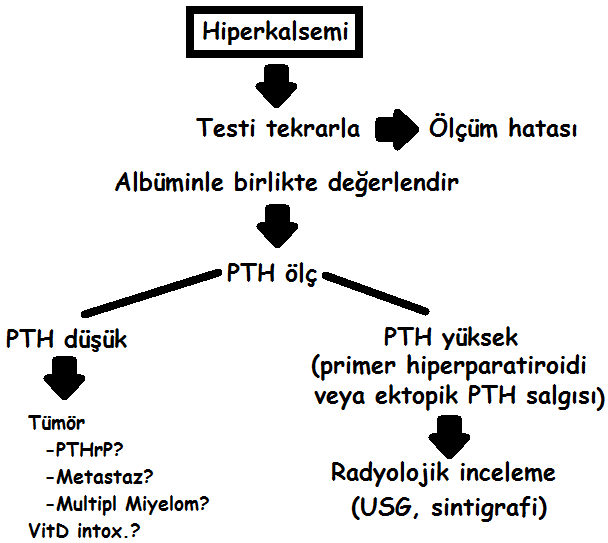 Hiperkalsemi
Testi tekrarla
Ölçüm hatası
Albüminle birlikte değerlendir
PTH ölç
PTH düşük
Tümör
-PTHrP?
-Metastaz?
-Multipl Miyelom?
VitD intox.?
PTH yüksek
(primer hiperparatiroidi
veya ektopik PTH salgısı)
Radyolojik inceleme
(USG, sintigrafi)